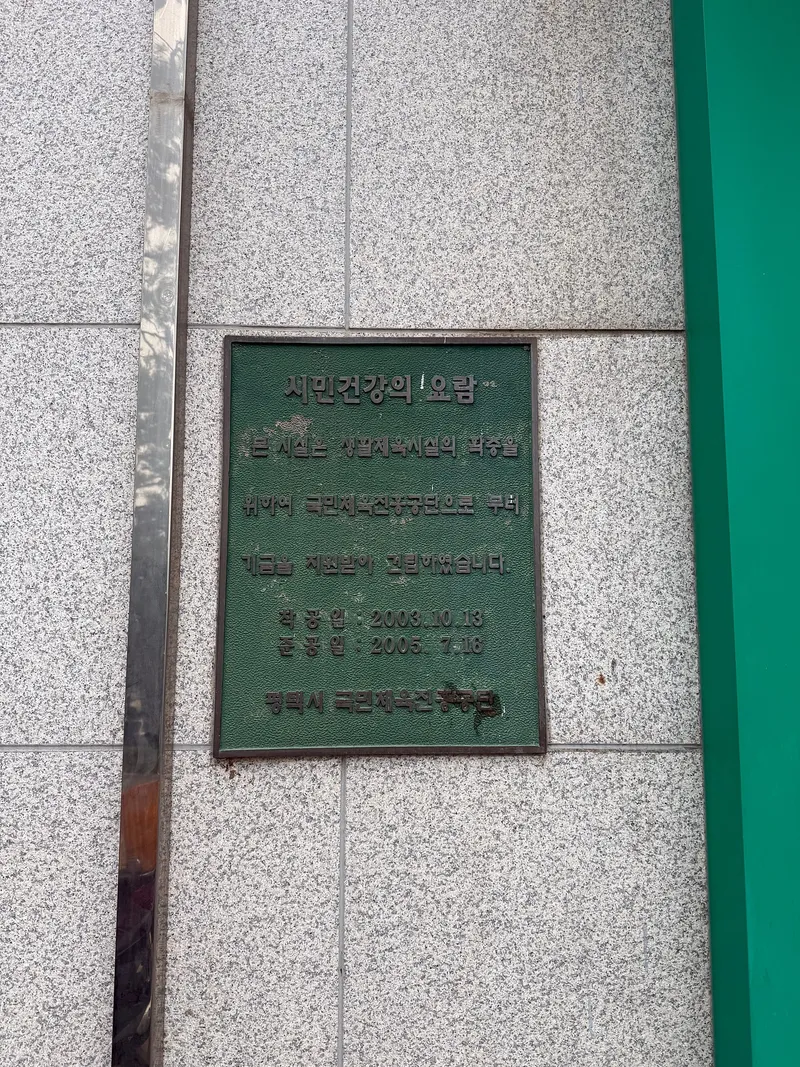 시민건강의 요람
본 시설은 생활체육시설의 확충을
위하여 국민체육진흥공단으로 부터
기금을 지원받아 건립하였습니다.
착 공 일 : 2003.10.13
준 공 일 : 2005. 7.18
평택시 국민체육진흥공단